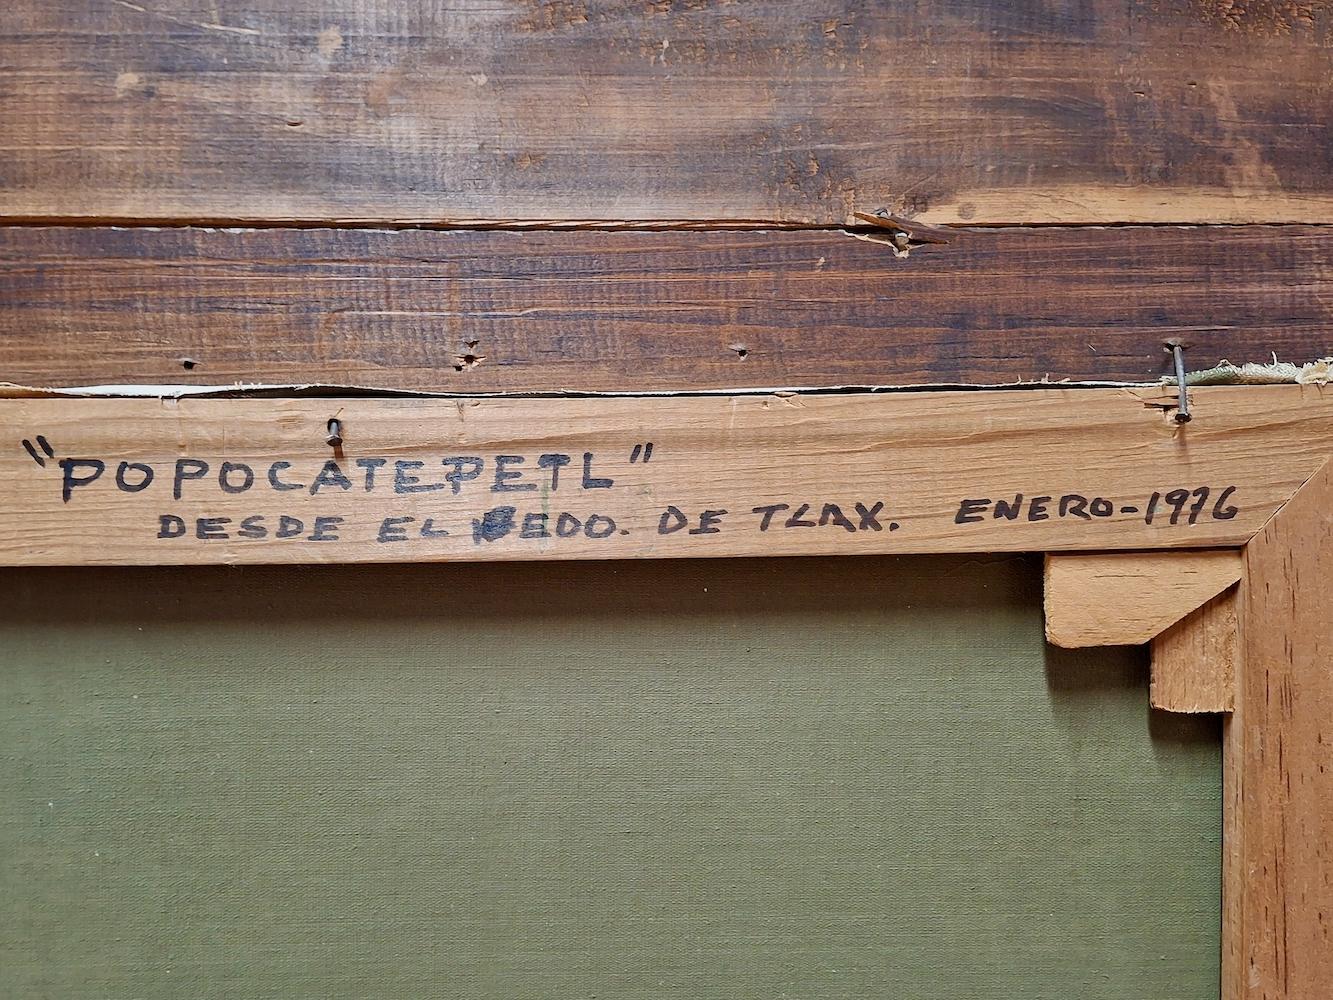 "POPOCATEPETL"
DESDE EL EDO. DE TLAX. ENERO-1976